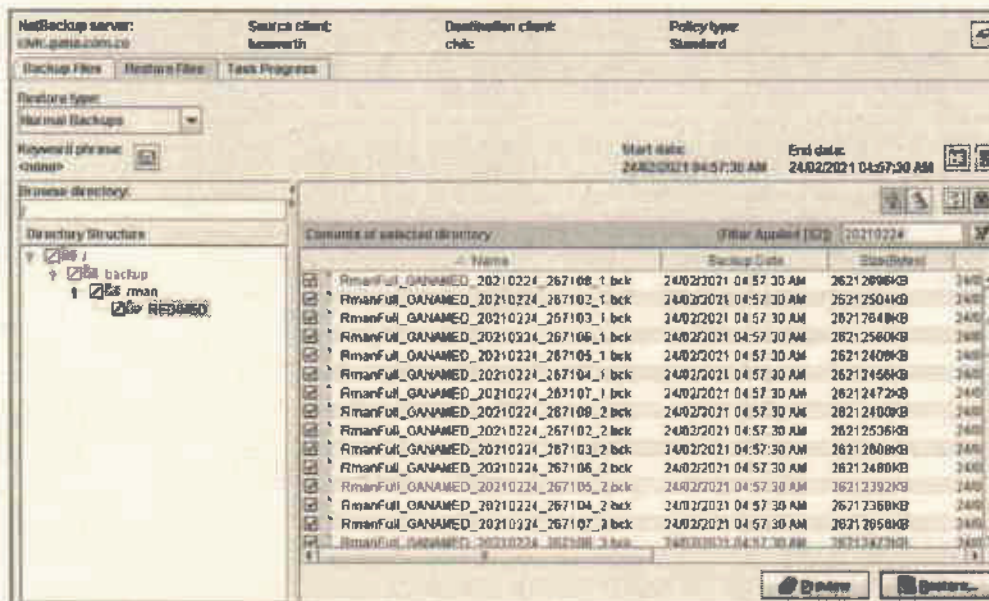 NetBackup server:
Source client:
Destination client:
Policy type:
civic
Standard
Backup Files
Restore Files
Task Progress
Restore type:
Normal Backups
Keyword phrase:
<none>
Start date:
End date:
24/02/2021 04:57:30 AM
24/02/2021 04:57:30 AM
Browse directory:
/
Directory Structure
Contents of selected directory
20210224
/
backup
rman
Name
Backup Date
Size(Bytes)
RmanFull_GANAMED_20210224_267108_1.bck 24/02/2021 04:57:30 AM
RmanFull_GANAMED_20210224_267102_1.bck 24/02/2021 04:57:30 AM 26212504KB
RmanFull_GANAMED_20210224_267103_1.bck 24/02/2021 04:57:30 AM
RmanFull_GANAMED_20210224_267106_1.bck 24/02/2021 04:57:30 AM 26212560KB
RmanFull_GANAMED_20210224_267105_1.bck 24/02/2021 04:57:30 AM
RmanFull_GANAMED_20210224_267104_1.bck 24/02/2021 04:57:30 AM 26212456KB
RmanFull_GANAMED_20210224_267107_1.bck 24/02/2021 04:57:30 AM 26212472KB
RmanFull_GANAMED_20210224_267108_2.bck 24/02/2021 04:57:30 AM
RmanFull_GANAMED_20210224_267102_2.bck 24/02/2021 04:57:30 AM 26212536KB
RmanFull_GANAMED_20210224_267103_2.bck 24/02/2021 04:57:30 AM
RmanFull_GANAMED_20210224_267106_2.bck 24/02/2021 04:57:30 AM 26212480KB
RmanFull_GANAMED_20210224_267105_2.bck 24/02/2021 04:57:30 AM 26212392KB
RmanFull_GANAMED_20210224_267104_2.bck 24/02/2021 04:57:30 AM 26212368KB
RmanFull_GANAMED_20210224_267107_2.bck 24/02/2021 04:57:30 AM
Preview
Restore...